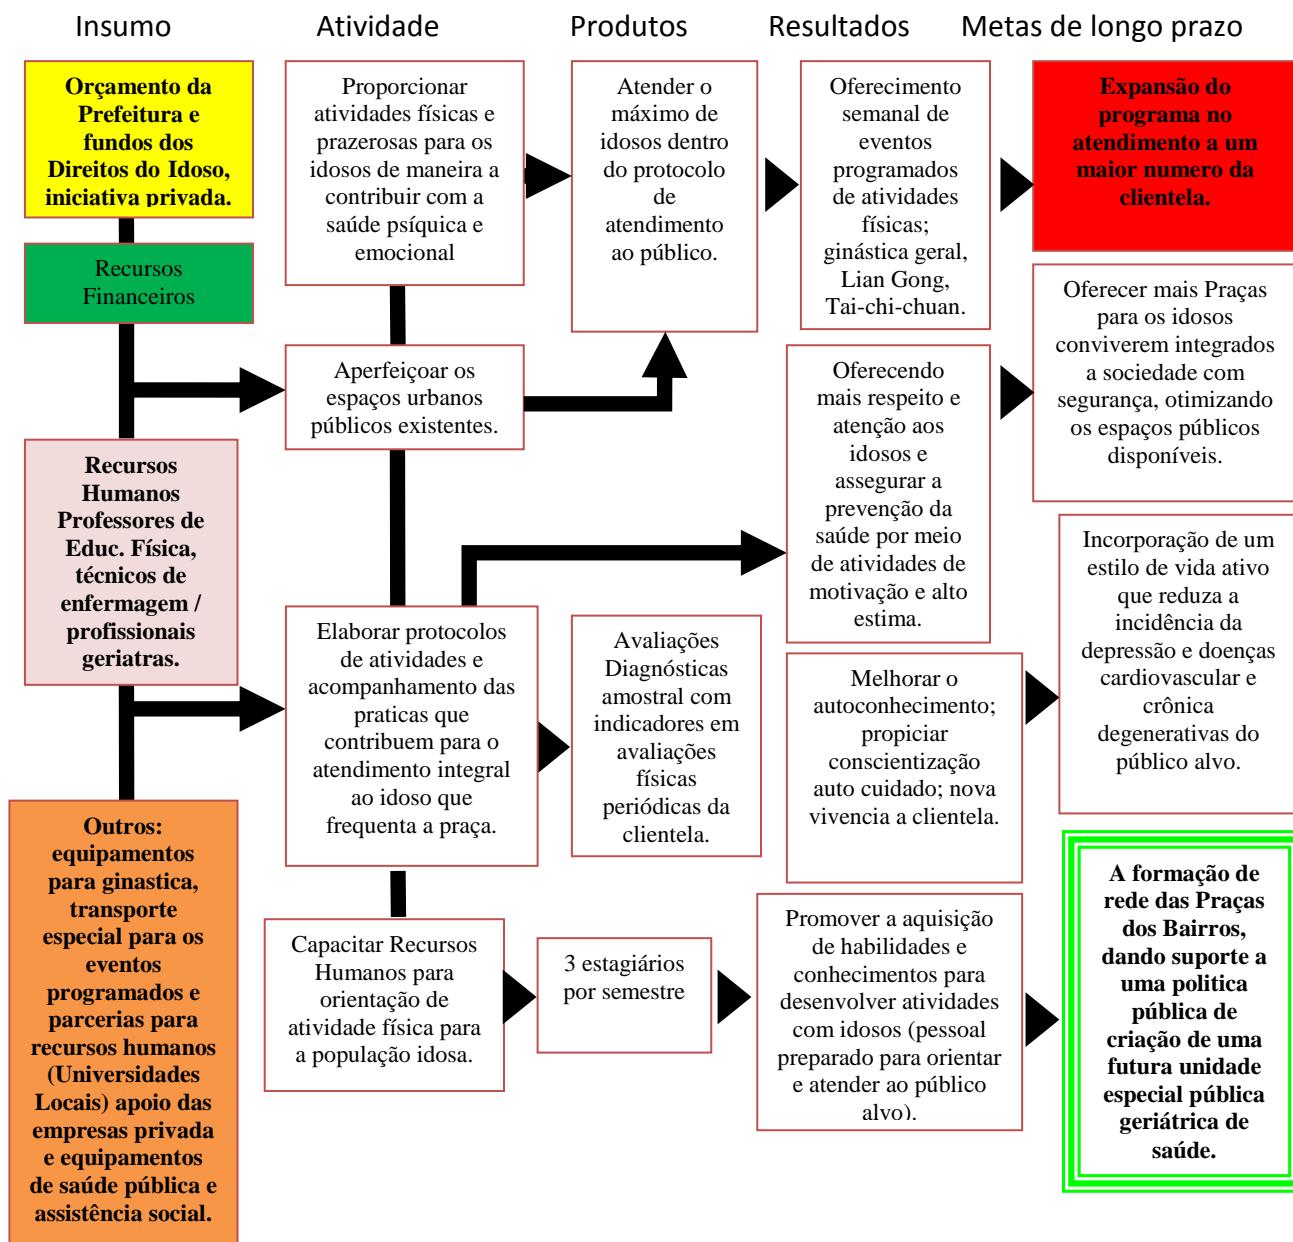 Insumo
Atividade
Produtos
Resultados
Metas de longo prazo
Orçamento da
Prefeitura e
fundos dos
Direitos do Idoso,
iniciativa privada.
Recursos
Financeiros
Recursos
Humanos
Professores de
Educ. Física,
técnicos de
enfermagem /
profissionais
geriatras.
Outros:
equipamentos
para ginastica,
transporte
especial para os
eventos
programados e
parcerias para
recursos humanos
(Universidades
Locais) apoio das
empresas privada
e equipamentos
de saúde pública e
assistência social.
Proporcionar
atividades físicas e
prazerosas para os
idosos de maneira a
contribuir com a
saúde psíquica e
emocional
Aperfeiçoar os
espaços urbanos
públicos existentes.
Elaborar protocolos
de atividades e
acompanhamento das
praticas que
contribuem para o
atendimento integral
ao idoso que
frequenta a praça.
Capacitar Recursos
Humanos para
orientação de
atividade física para
a população idosa.
Atender o
máximo de
idosos dentro
do protocolo
de
atendimento
ao público.
Avaliações
Diagnósticas
amostral com
indicadores em
avaliações
físicas
periódicas da
clientela.
3 estagiários
por semestre
Oferecimento
semanal de
eventos
programados
de atividades
físicas;
ginástica geral,
Lian Gong,
Tai-chi-chuan.
Oferecendo
mais respeito e
atenção aos
idosos e
assegurar a
prevenção da
saúde por meio
de atividades de
motivação e alto
estima.
Melhorar o
autoconhecimento;
propiciar
conscientização
auto cuidado; nova
vivencia a clientela.
Promover a aquisição
de habilidades e
conhecimentos para
desenvolver atividades
com idosos (pessoal
preparado para orientar
e atender ao público
alvo).
Expansão do
programa no
atendimento a um
maior numero da
clientela.
Oferecer mais Praças
para os idosos
conviverem integrados
a sociedade com
segurança, otimizando
os espaços públicos
disponíveis.
Incorporação de um
estilo de vida ativo
que reduza a
incidência da
depressão e doenças
cardiovascular e
crônica
degenerativas do
público alvo.
A formação de
rede das Praças
dos Bairros,
dando suporte a
uma politica
pública de
criação de uma
futura unidade
especial pública
geriátrica de
saúde.